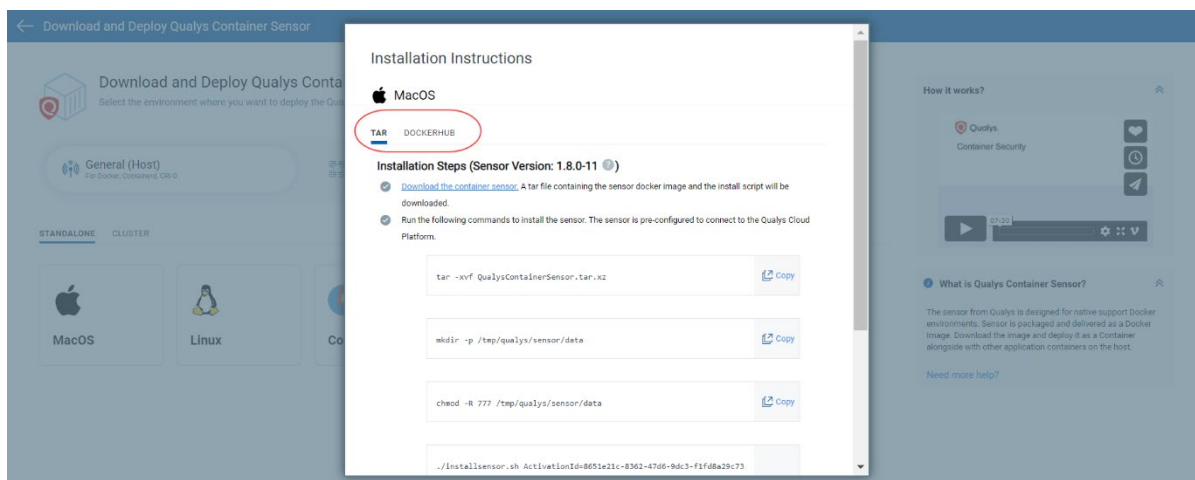 Download and Deploy Qualys Container Sensor
Download and Deploy Qualys Conta
Select the environment where you want to deploy the Qua
General (Host)
For Docker, Containerd, CRI-O
STANDALONE CLUSTER
MacOS
Linux
Co
Installation Instructions
MacOS
TAR DOCKERHUB
Installation Steps (Sensor Version: 1.8.0-11 ?)
Download the container sensor. A tar file containing the sensor docker image and the install script will be
downloaded.
Run the following commands to install the sensor. The sensor is pre-configured to connect to the Qualys Cloud
Platform.
tar -xvf QualysContainerSensor.tar.xz
Copy
mkdir -p /tmp/qualys/sensor/data
Copy
chmod -R 777 /tmp/qualys/sensor/data
Copy
./installsensor.sh ActivationId=8651e21c-8362-47d6-9dc3-f1fd8a29c73
How it works?
Qualys.
Container Security
07:20
What is Qualys Container Sensor?
The sensor from Qualys is designed for native support Docker
environments. Sensor is packaged and delivered as a Docker
Image. Download the image and deploy it as a Container
alongside with other application containers on the host.
Need more help?